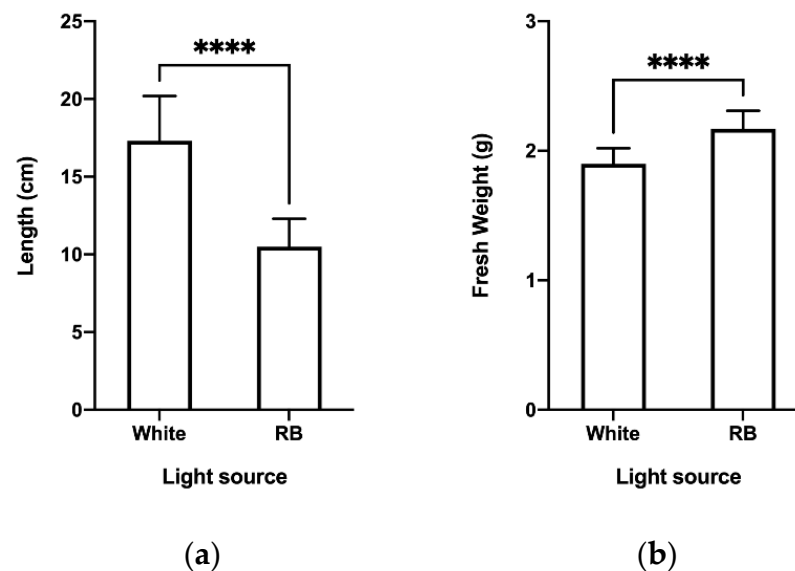 25
20
15
10
5
0
Length (cm)
****
White RB
Light source
(a)
3
2
1
0
Fresh Weight (g)
****
White RB
Light source
(b)